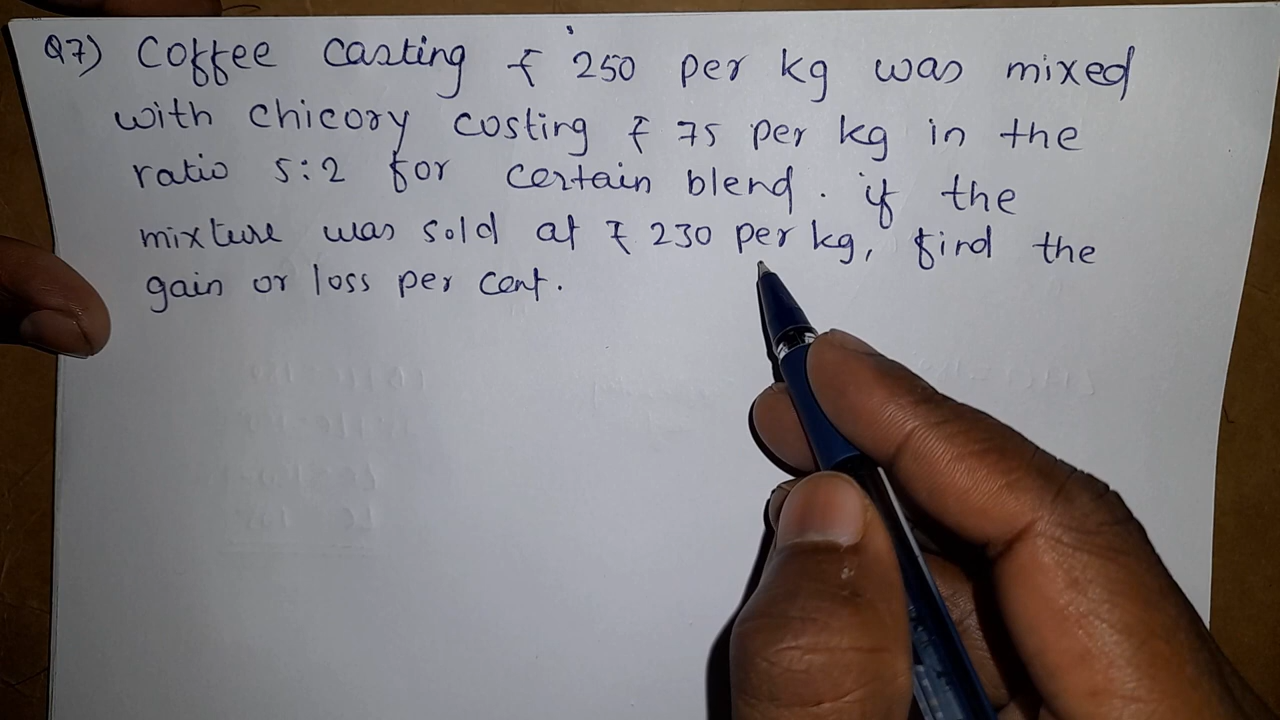 Q7) Coffee casting ₹ 250 per kg was mixed
with chicory costing ₹ 75 per kg in the
ratio 5:2 for certain blend. if the
mixture was sold at ₹ 230 per kg, find the
gain or loss per cent.